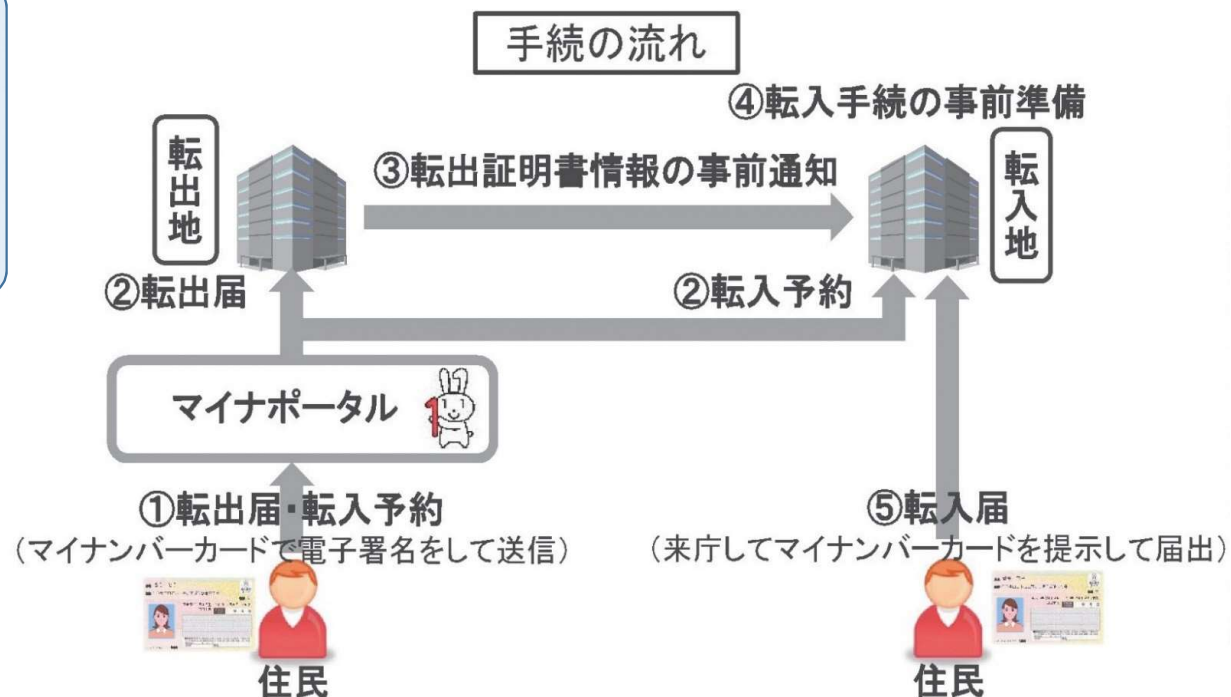 手続の流れ
④転入手続の事前準備
転出地
③転出証明書情報の事前通知
転入地
②転出届
②転入予約
マイナポータル
1
①転出届・転入予約
（マイナンバーカードで電子署名をして送信）
⑤転入届
（来庁してマイナンバーカードを提示して届出）
住民
住民